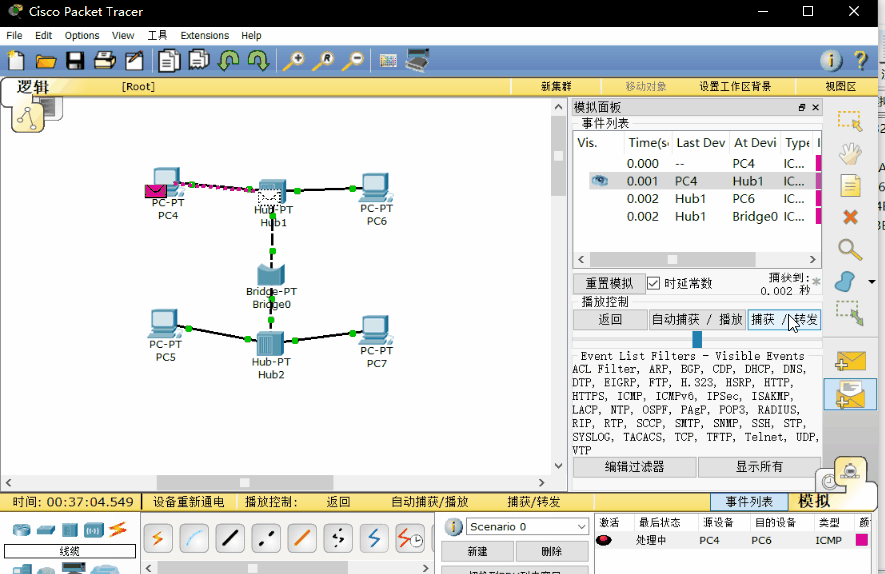 Cisco Packet Tracer
File Edit Options View 工具 Extensions Help
逻辑 [Root] 新集群 移动对象 设置工作区背景 视图区
模拟面板
事件列表
Vis. Time(s Last Dev At Devi Type I
0.000 -- PC4 IC...
0.001 PC4 Hub1 IC...
0.002 Hub1 PC6 IC...
0.002 Hub1 Bridge0 IC...
重置模拟 时延常数 捕获到:
0.002 秒
播放控制
返回 自动捕获 / 播放 捕获 / 转发
Event List Filters - Visible Events
ACL Filter, ARP, BGP, CDP, DHCP, DNS,
DTP, EIGRP, FTP, H.323, HSRP, HTTP,
HTTPS, ICMP, ICMPv6, IPSec, ISAKMP,
LACP, NTP, OSPF, PAgP, POP3, RADIUS,
RIP, RTP, SCCP, SMTP, SNMP, SSH, STP,
SYSLOG, TACACS, TCP, TFTP, Telnet, UDP,
VTP
编辑过滤器 显示所有
PC-PT
PC4
Hub-PT
Hub1
PC-PT
PC6
Bridge-PT
Bridge0
PC-PT
PC5
Hub-PT
Hub2
PC-PT
PC7
时间: 00:37:04.549 设备重新通电 播放控制: 返回 自动捕获/播放 捕获/转发 事件列表 模拟
线缆
Scenario 0
新建 删除
激活 最后状态 源设备 目的设备 类型 颜
处理中 PC4 PC6 ICMP